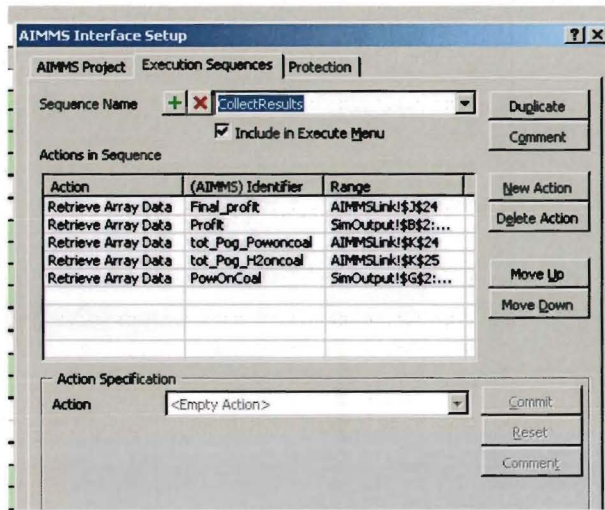 AIMMS Interface Setup
? ×
AIMMS Project Execution Sequences Protection
Sequence Name + × CollectResults Duplicate
Include in Execute Menu Comment
Actions in Sequence
Action (AIMMS) Identifier Range New Action
Retrieve Array Data Final_profit AIMMSLink!$J$24
Retrieve Array Data Profit SimOutput!$B$2:... Delete Action
Retrieve Array Data tot_Pog_Powoncoal AIMMSLink!$K$24
Retrieve Array Data tot_Pog_H2oncoal AIMMSLink!$K$25
Retrieve Array Data PowOnCoal SimOutput!$G$2:... Move Up
Move Down
Action Specification
Action <Empty Action> Commit
Reset
Comment